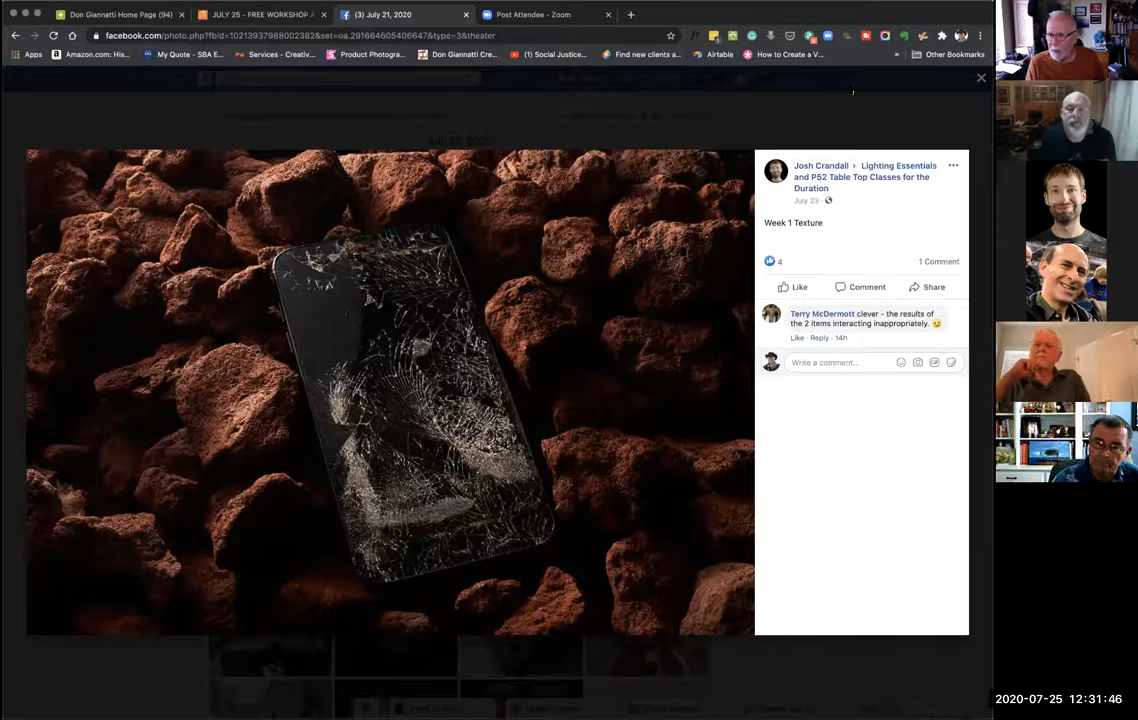 Don Giannatti Home Page (94)
JULY 25 - FREE WORKSHOP A
(3) July 21, 2020
Post Attendee - Zoom
facebook.com/photo.php?fbid=10213937988002382&set=oa.291664605406647&type=3&theater
Apps
Amazon.com: His...
My Quote - SBA E...
Services - Creativ...
Product Photogra...
Don Giannatti Cre...
(1) Social Justice...
Find new clients a...
Airtable
How to Create a V...
»
Other Bookmarks
Josh Crandall ▸ Lighting Essentials
and P52 Table Top Classes for the
Duration
July 23 ·
Week 1 Texture
4
1 Comment
Like
Comment
Share
Terry McDermott clever - the results of
the 2 items interacting inappropriately. 😜
Like · Reply · 14h
Write a comment...
2020-07-25 12:31:46